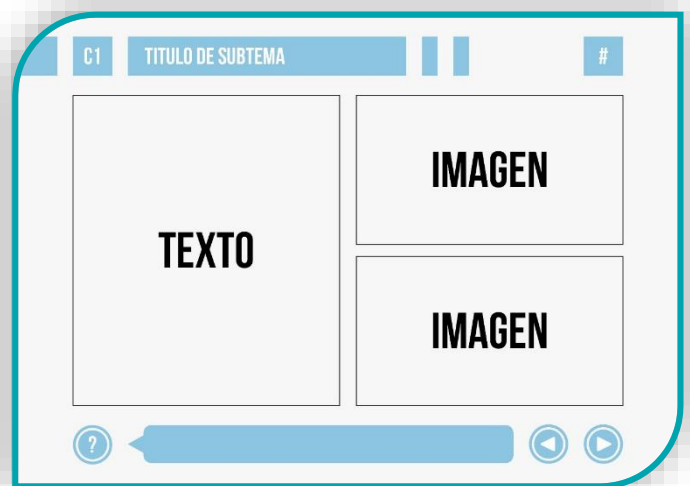 C1 TITULO DE SUBTEMA #
TEXTO
IMAGEN
IMAGEN
?